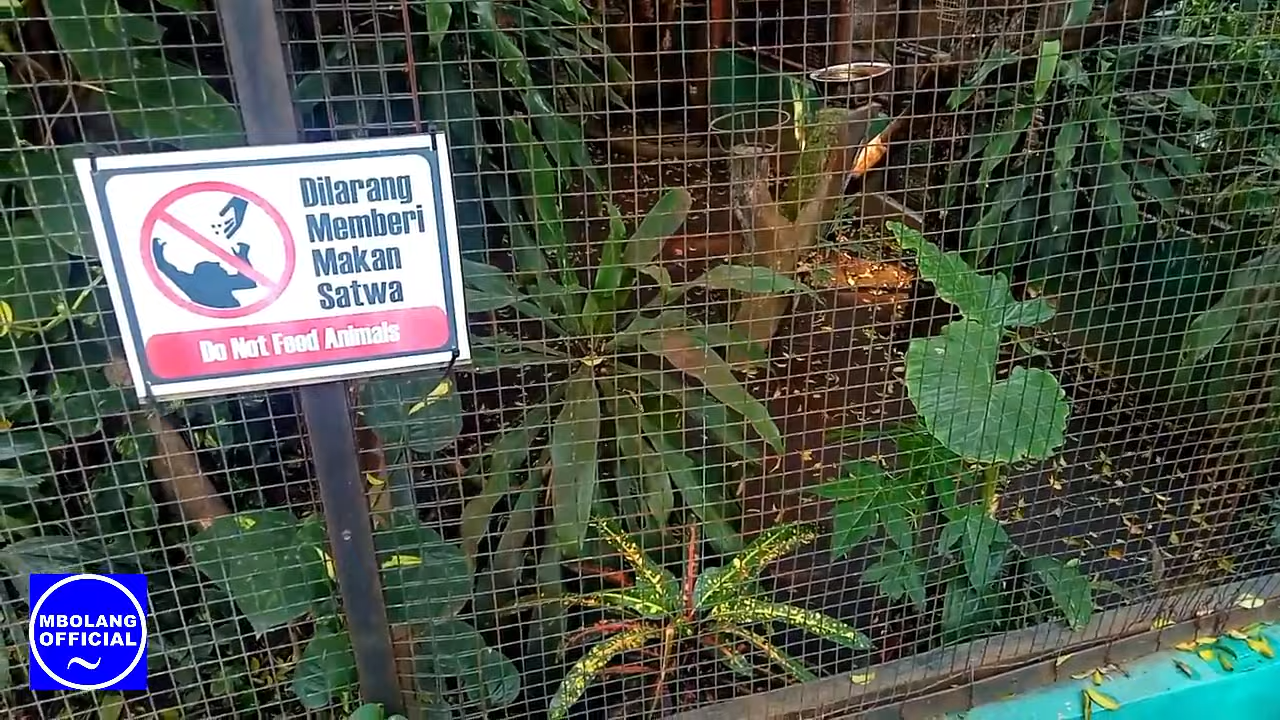 Dilarang
Memberi
Makan
Satwa
Do Not Feed Animals
MBOLANG
OFFICIAL
~